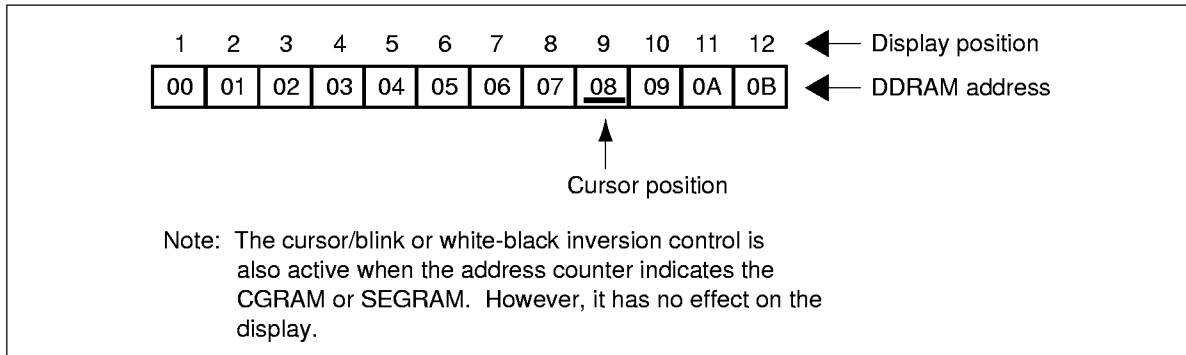 1 2 3 4 5 6 7 8 9 10 11 12 Display position
00 01 02 03 04 05 06 07 08 09 0A 0B DDRAM address
Cursor position
Note: The cursor/blink or white-black inversion control is
also active when the address counter indicates the
CGRAM or SEGRAM. However, it has no effect on the
display.